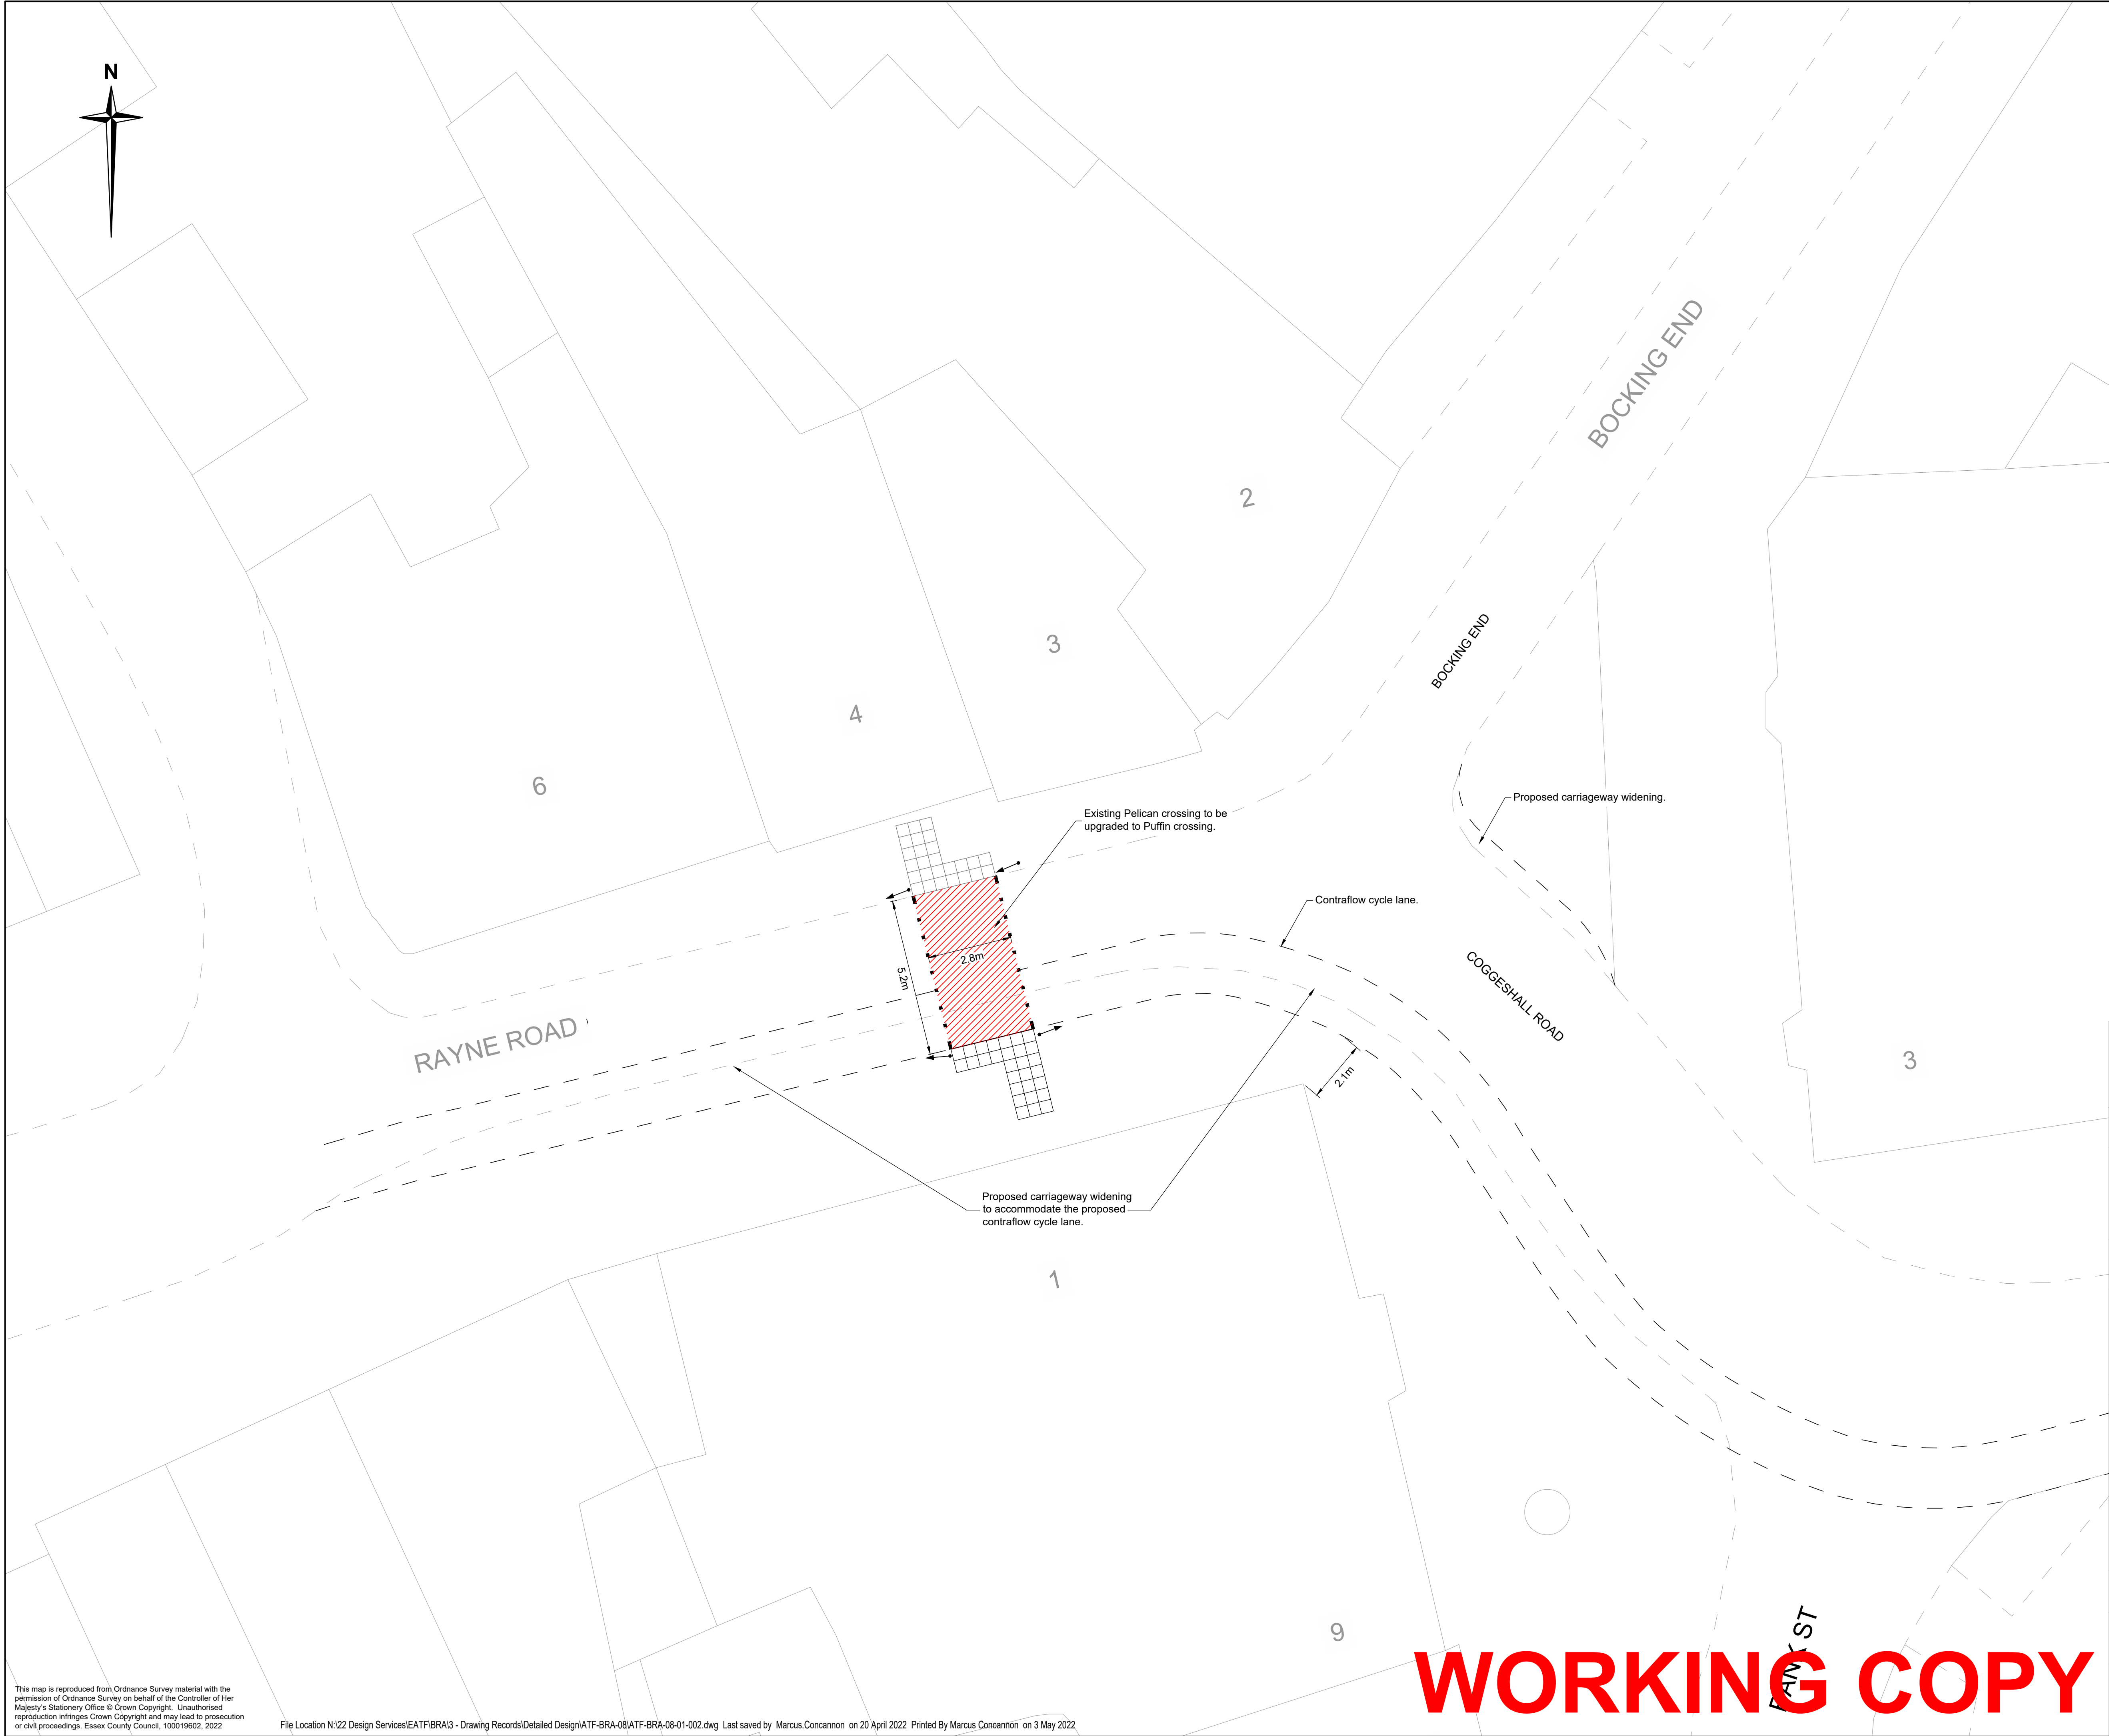 N
BOCKING END
2
BOCKING END
3
4
6
Proposed carriageway widening.
Existing Pelican crossing to be
upgraded to Puffin crossing.
Contraflow cycle lane.
2.8m
5.2m
COGGESHALL ROAD
RAYNE ROAD
3
2.1m
Proposed carriageway widening
to accommodate the proposed
contraflow cycle lane.
1
9
BANK ST
WORKING COPY
This map is reproduced from Ordnance Survey material with the
permission of Ordnance Survey on behalf of the Controller of Her
Majesty's Stationery Office © Crown Copyright. Unauthorised
reproduction infringes Crown Copyright and may lead to prosecution
or civil proceedings. Essex County Council, 100019602, 2022
File Location N:\22 Design Services\EATF\BRA\3 - Drawing Records\Detailed Design\ATF-BRA-08\ATF-BRA-08-01-002.dwg Last saved by Marcus.Concannon on 20 April 2022 Printed By Marcus Concannon on 3 May 2022